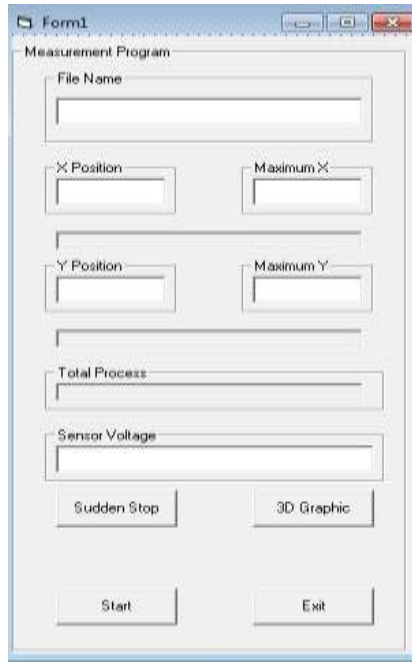 Form1
Measurement Program
File Name
X Position Maximum X
Y Position Maximum Y
Total Process
Sensor Voltage
Sudden Stop 3D Graphic
Start Exit